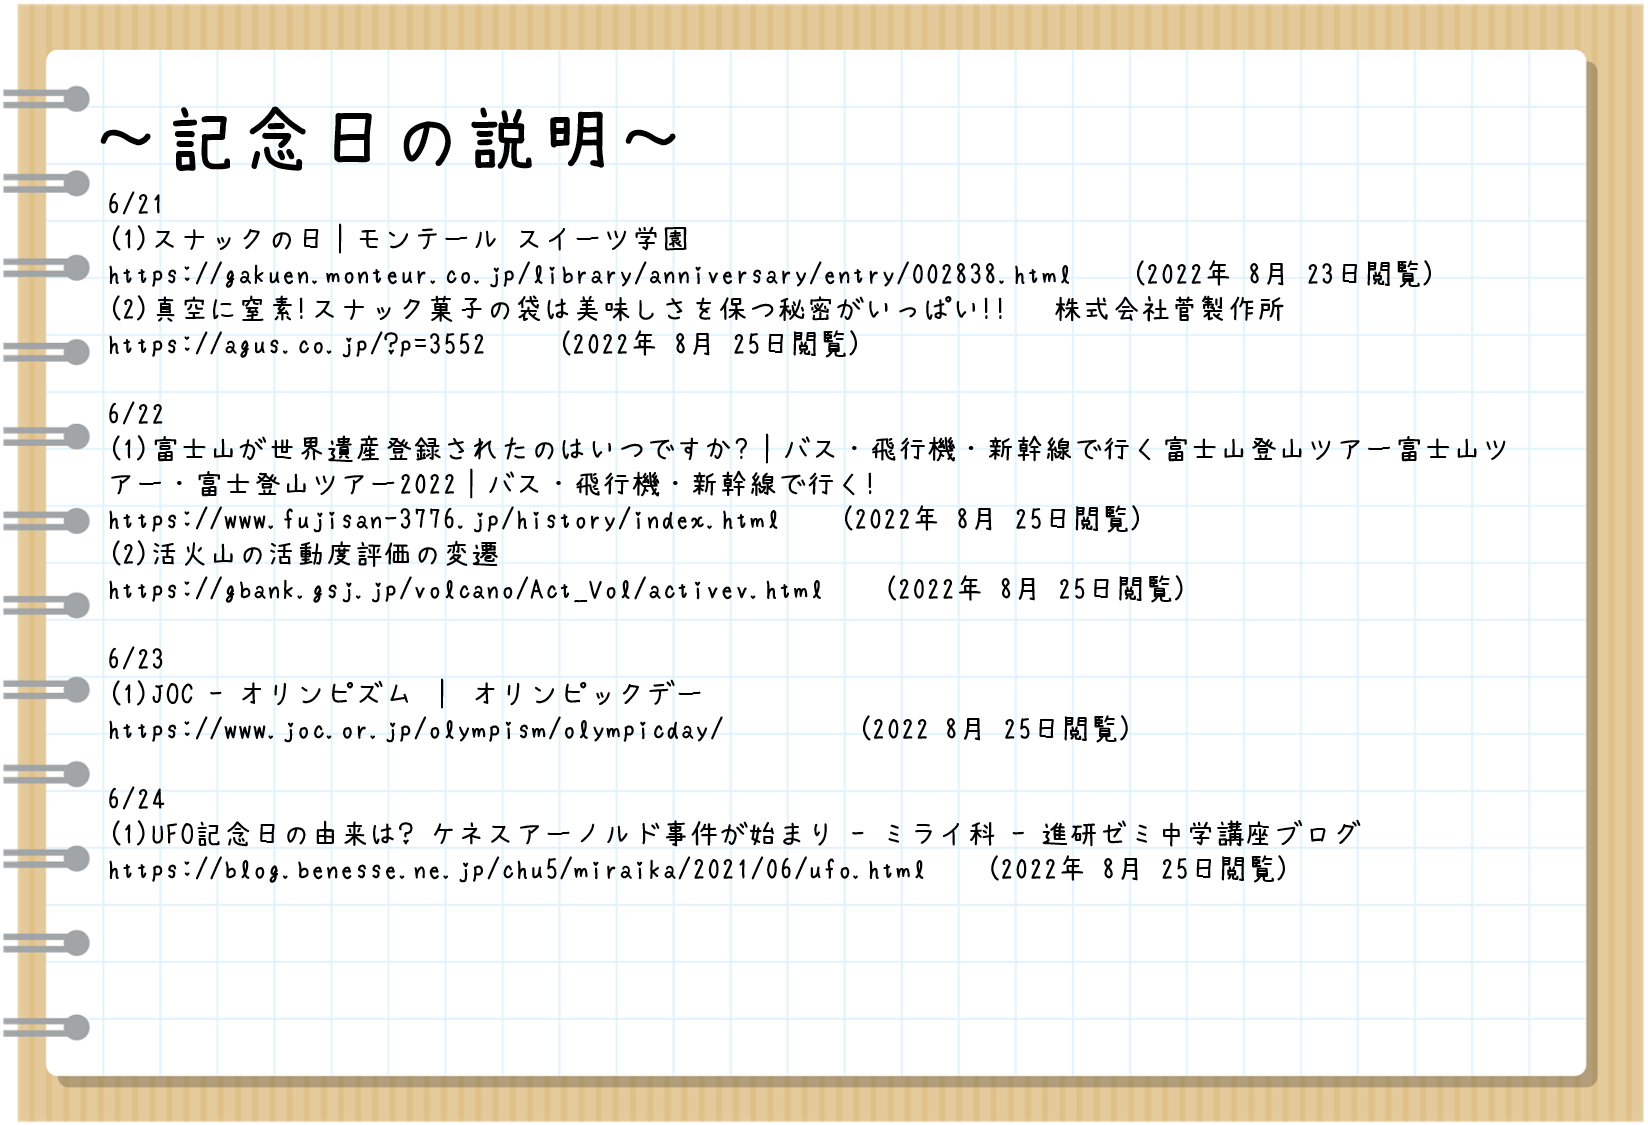 ～記念日の説明～
6/21
(1)スナックの日｜モンテール スイーツ学園
https://gakuen.monteur.co.jp/library/anniversary/entry/002838.html (2022年 8月 23日閲覧)
(2)真空に窒素!スナック菓子の袋は美味しさを保つ秘密がいっぱい!! 株式会社菅製作所
https://agus.co.jp/?p=3552 (2022年 8月 25日閲覧)
6/22
(1)富士山が世界遺産登録されたのはいつですか?｜バス・飛行機・新幹線で行く富士山登山ツアー富士山ツ
アー・富士登山ツアー2022｜バス・飛行機・新幹線で行く!
https://www.fujisan-3776.jp/history/index.html (2022年 8月 25日閲覧)
(2)活火山の活動度評価の変遷
https://gbank.gsj.jp/volcano/Act_Vol/activev.html (2022年 8月 25日閲覧)
6/23
(1)JOC - オリンピズム ｜ オリンピックデー
https://www.joc.or.jp/olympism/olympicday/ (2022 8月 25日閲覧)
6/24
(1)UFO記念日の由来は? ケネスアーノルド事件が始まり - ミライ科 - 進研ゼミ中学講座ブログ
https://blog.benesse.ne.jp/chu5/miraika/2021/06/ufo.html (2022年 8月 25日閲覧)